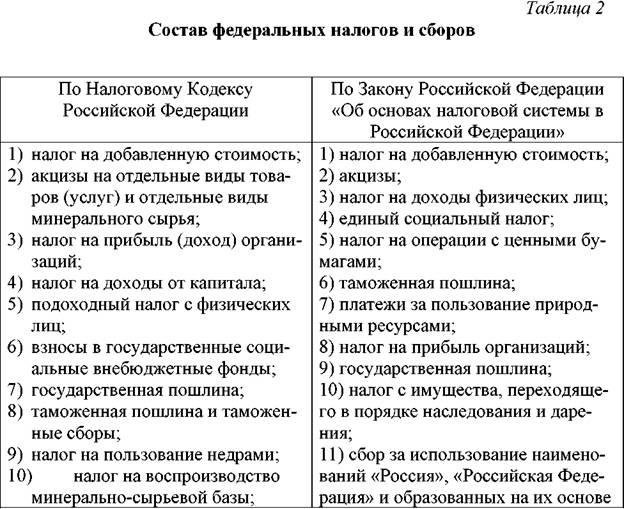 Таблица 2
Состав федеральных налогов и сборов
По Налоговому Кодексу
Российской Федерации
1) налог на добавленную стоимость;
2) акцизы на отдельные виды това-
ров (услуг) и отдельные виды
минерального сырья;
3) налог на прибыль (доход) органи-
заций;
4) налог на доходы от капитала;
5) подоходный налог с физических
лиц;
6) взносы в государственные соци-
альные внебюджетные фонды;
7) государственная пошлина;
8) таможенная пошлина и таможен-
ные сборы;
9) налог на пользование недрами;
10) налог на воспроизводство
минерально-сырьевой базы;
По Закону Российской Федерации
«Об основах налоговой системы в
Российской Федерации»
1) налог на добавленную стоимость;
2) акцизы;
3) налог на доходы физических лиц;
4) единый социальный налог;
5) налог на операции с ценными бу-
магами;
6) таможенная пошлина;
7) платежи за пользование природ-
ными ресурсами;
8) налог на прибыль организаций;
9) государственная пошлина;
10) налог с имущества, переходяще-
го в порядке наследования и даре-
ния;
11) сбор за использование наимено-
ваний «Россия», «Российская Феде-
рация» и образованных на их основе